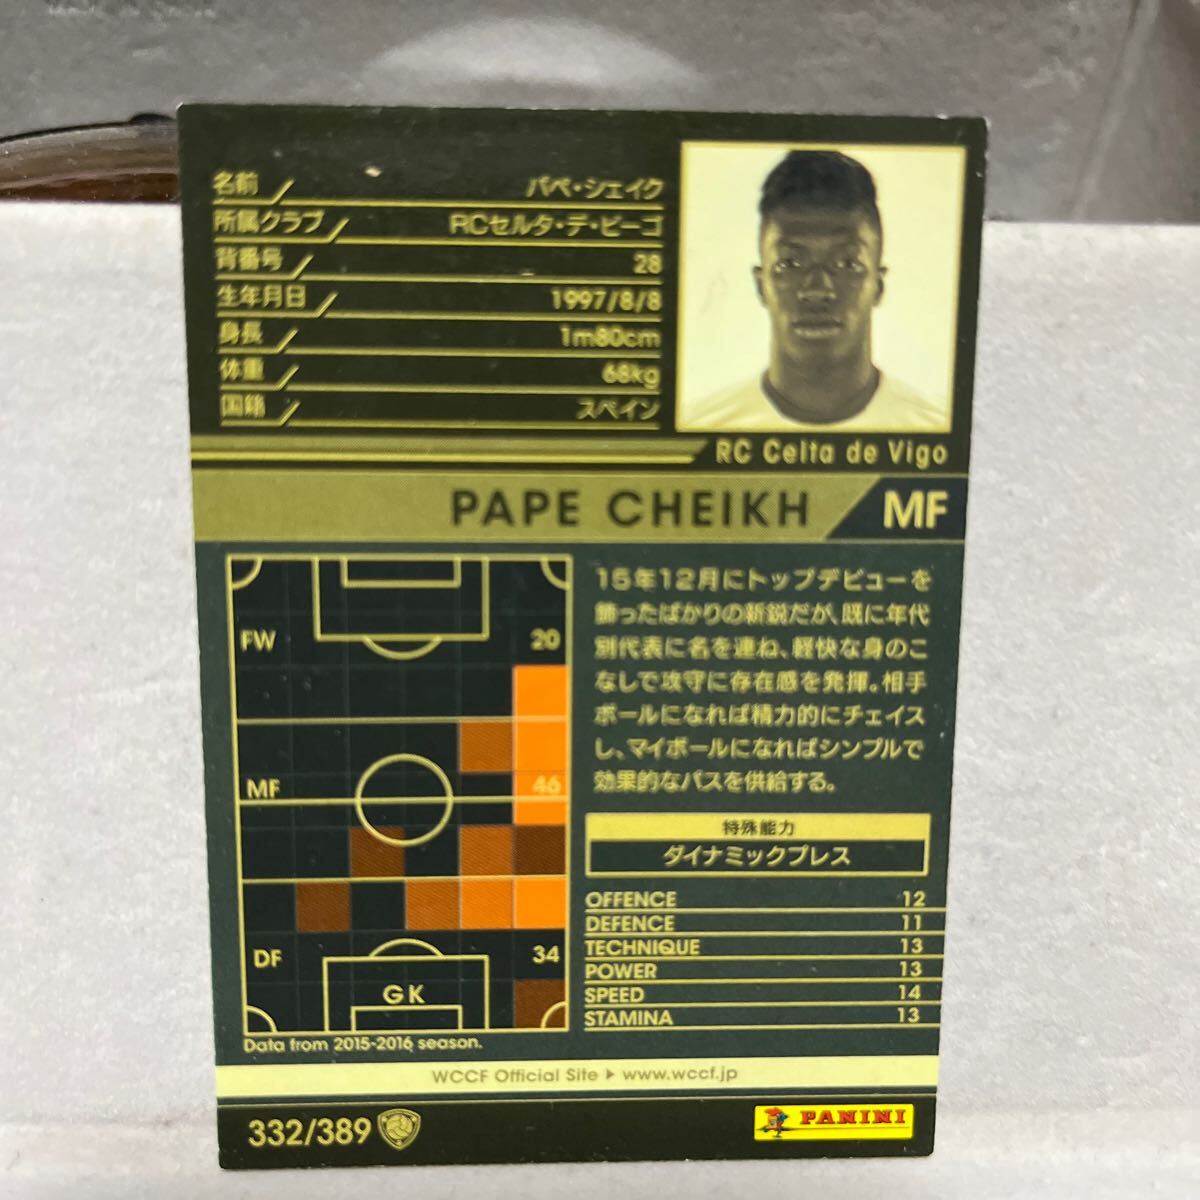 名前 パペ・シェイク
所属クラブ RCセルタ・デ・ビーゴ
背番号 28
生年月日 1997/8/8
身長 1m80cm
体重 68kg
国籍 スペイン
RC Celta de Vigo
PAPE CHEIKH MF
FW 20
MF 46
DF 34
GK
Data from 2015-2016 season.
15年12月にトップデビューを
飾ったばかりの新鋭だが、既に年代
別代表に名を連ね、軽快な身のこ
なしで攻守に存在感を発揮。相手
ボールになれば精力的にチェイス
し、マイボールになればシンプルで
効果的なパスを供給する。
特殊能力
ダイナミックプレス
OFFENCE 12
DEFENCE 11
TECHNIQUE 13
POWER 13
SPEED 14
STAMINA 13
WCCF Official Site ▶ www.wccf.jp
332/389
PANINI